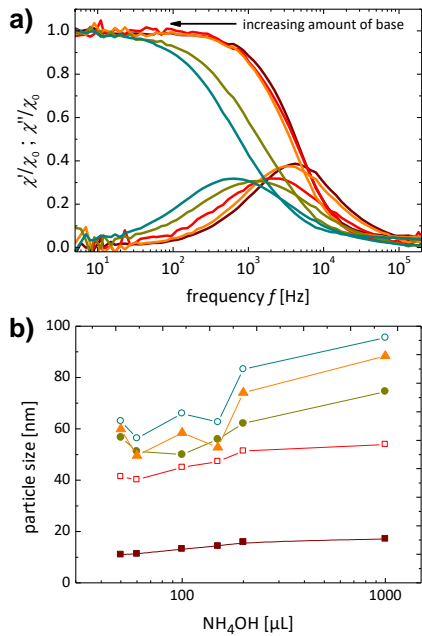 a)
increasing amount of base
1.0
0.8
0.6
0.4
0.2
0.0
χ'/χ₀ ; χ''/χ₀
10¹ 10² 10³ 10⁴ 10⁵
frequency f [Hz]
b)
100
80
60
40
20
0
particle size [nm]
100 1000
NH₄OH [µL]